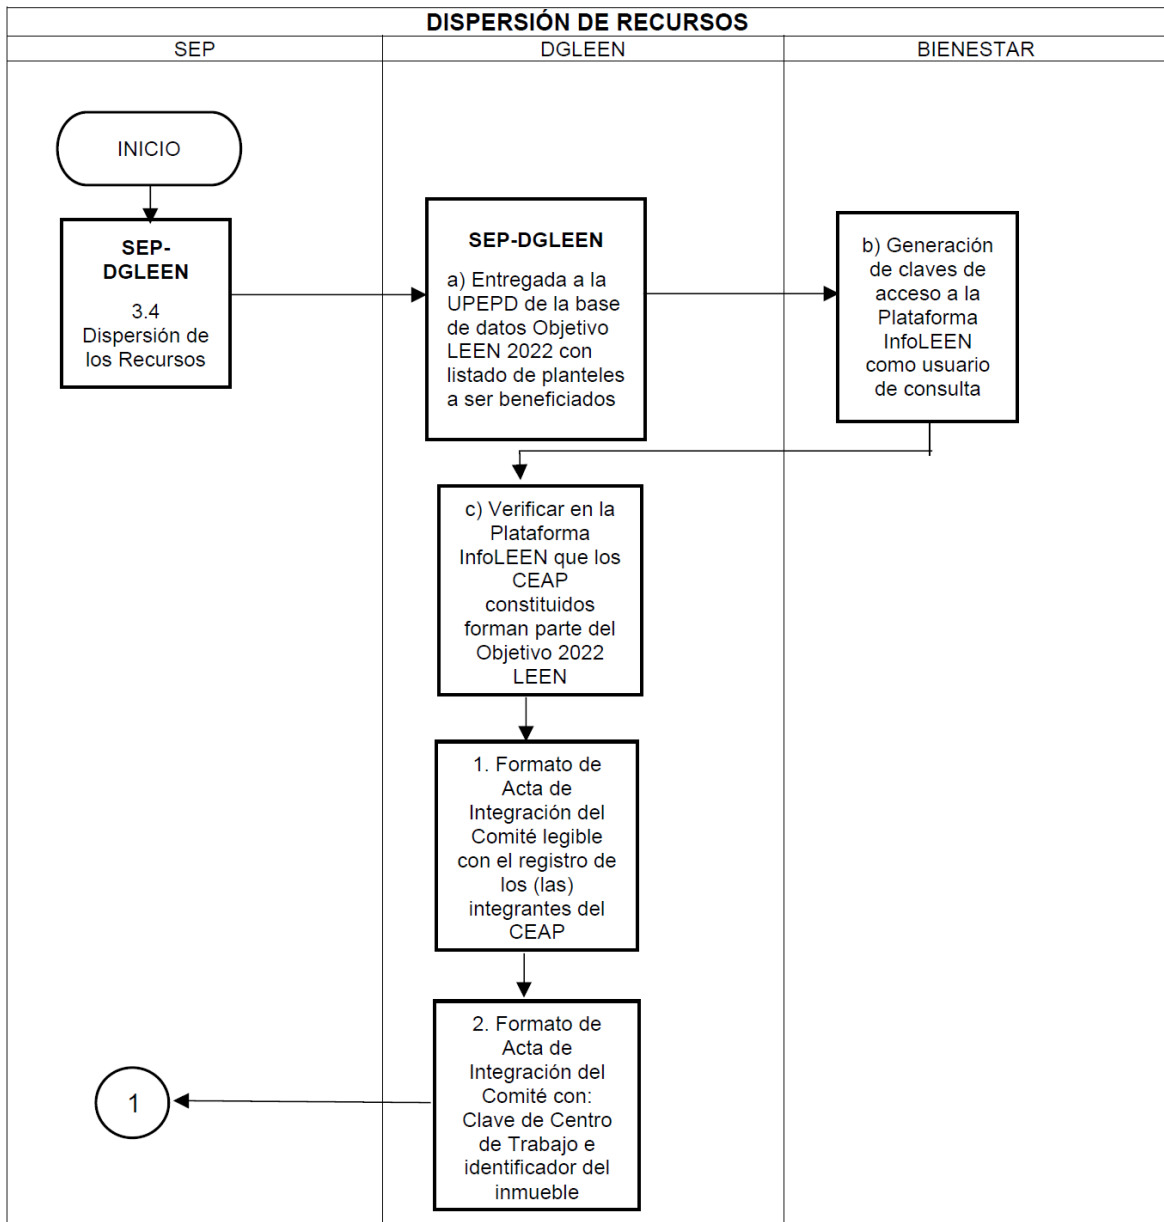 DISPERSIÓN DE RECURSOS
SEP
DGLEEN
BIENESTAR
INICIO
SEP-
DGLEEN
3.4
Dispersión de
los Recursos
SEP-DGLEEN
a) Entregada a la
UPEPD de la base
de datos Objetivo
LEEN 2022 con
listado de planteles
a ser beneficiados
b) Generación
de claves de
acceso a la
Plataforma
InfoLEEN
como usuario
de consulta
c) Verificar en la
Plataforma
InfoLEEN que los
CEAP
constituidos
forman parte del
Objetivo 2022
LEEN
1. Formato de
Acta de
Integración del
Comité legible
con el registro de
los (las)
integrantes del
CEAP
2. Formato de
Acta de
Integración del
Comité con:
Clave de Centro
de Trabajo e
identificador del
inmueble
1